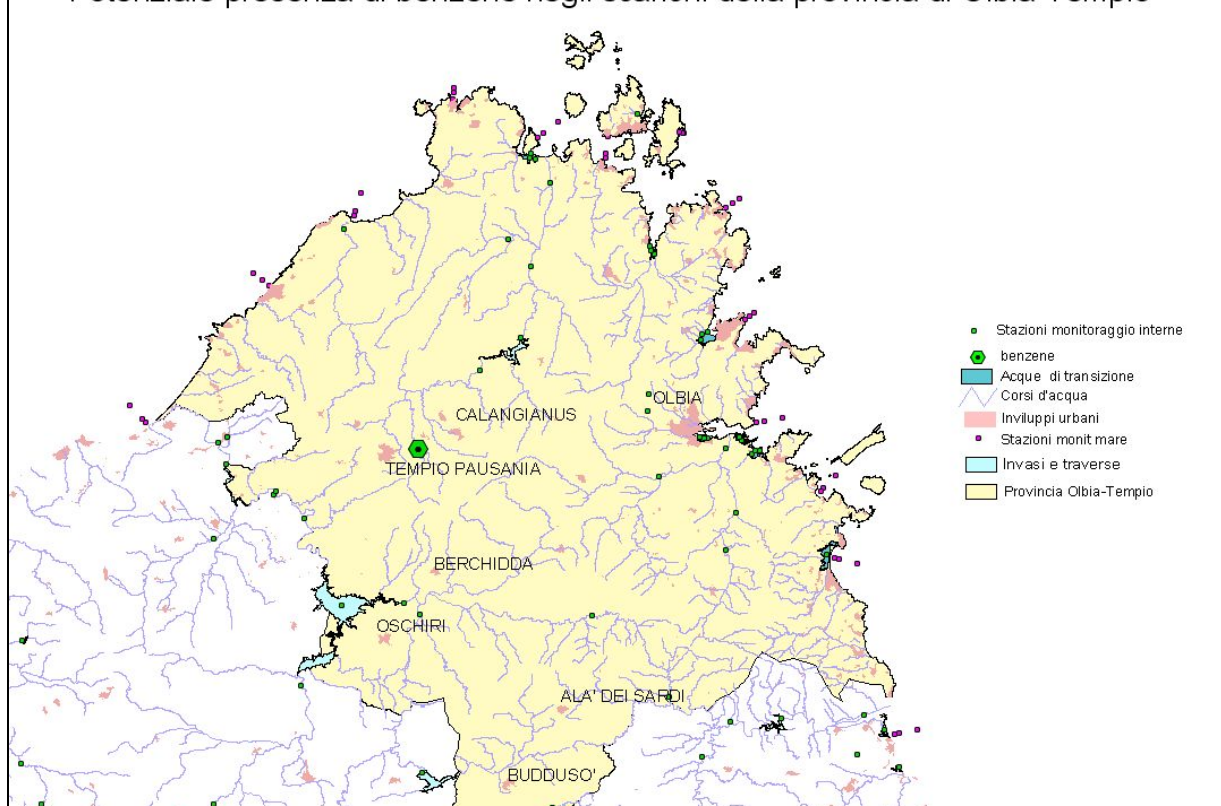 Potenziale presenza di benzene negli scarichi della provincia di Olbia-Tempio
CALANGIANUS
OLBIA
TEMPIO PAUSANIA
BERCHIDDA
OSCHIRI
ALA' DEI SARDI
BUDDUSO'
Stazioni monitoraggio interne
benzene
Acque di transizione
Corsi d'acqua
Inviluppi urbani
Stazioni monit mare
Invasi e traverse
Provincia Olbia-Tempio